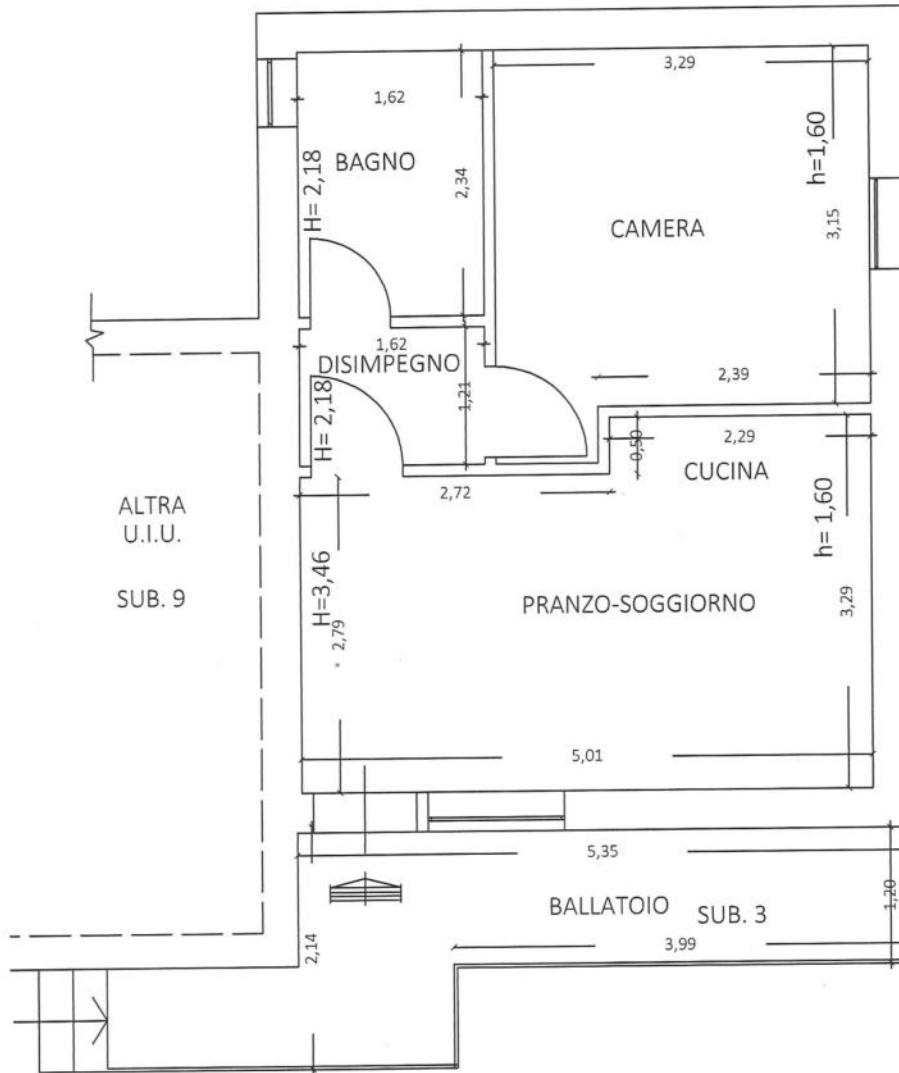 3,29
1,62
h=1,60
BAGNO
H= 2,18
2,34
CAMERA
3,15
1,62
DISIMPEGNO
2,39
1,21
H= 2,18
2,29
0,50
CUCINA
2,72
h= 1,60
ALTRA
U.I.U.
SUB. 9
H=3,46
PRANZO-SOGGIORNO
3,29
2,79
5,01
5,35
1,20
BALLATOIO
SUB. 3
3,99
2,14